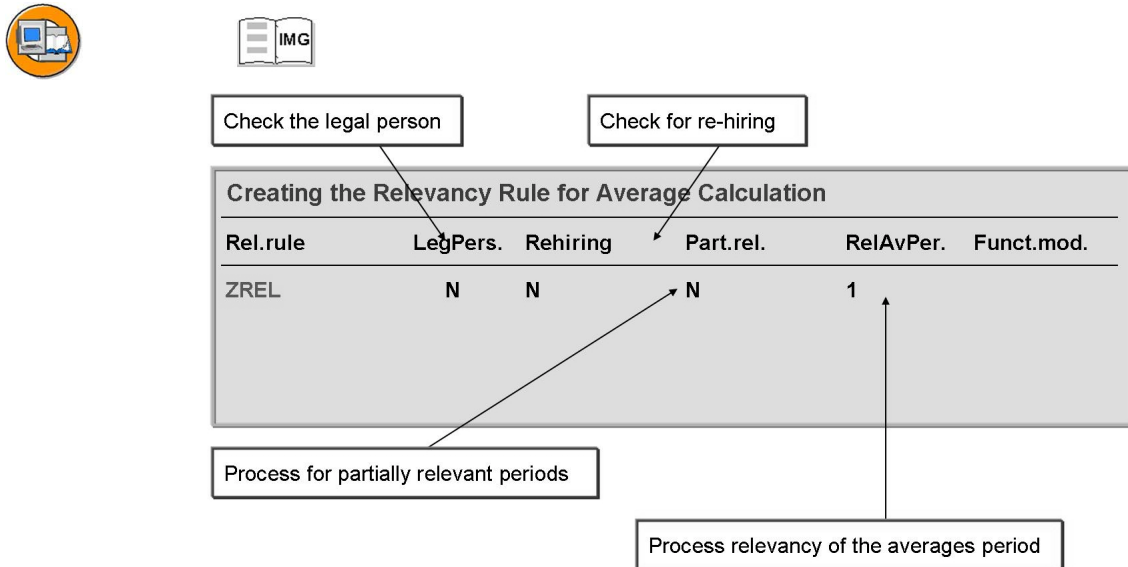 IMG
Check the legal person
Check for re-hiring
Creating the Relevancy Rule for Average Calculation
Rel.rule LegPers. Rehiring Part.rel. RelAvPer. Funct.mod.
ZREL N N N 1
Process for partially relevant periods
Process relevancy of the averages period